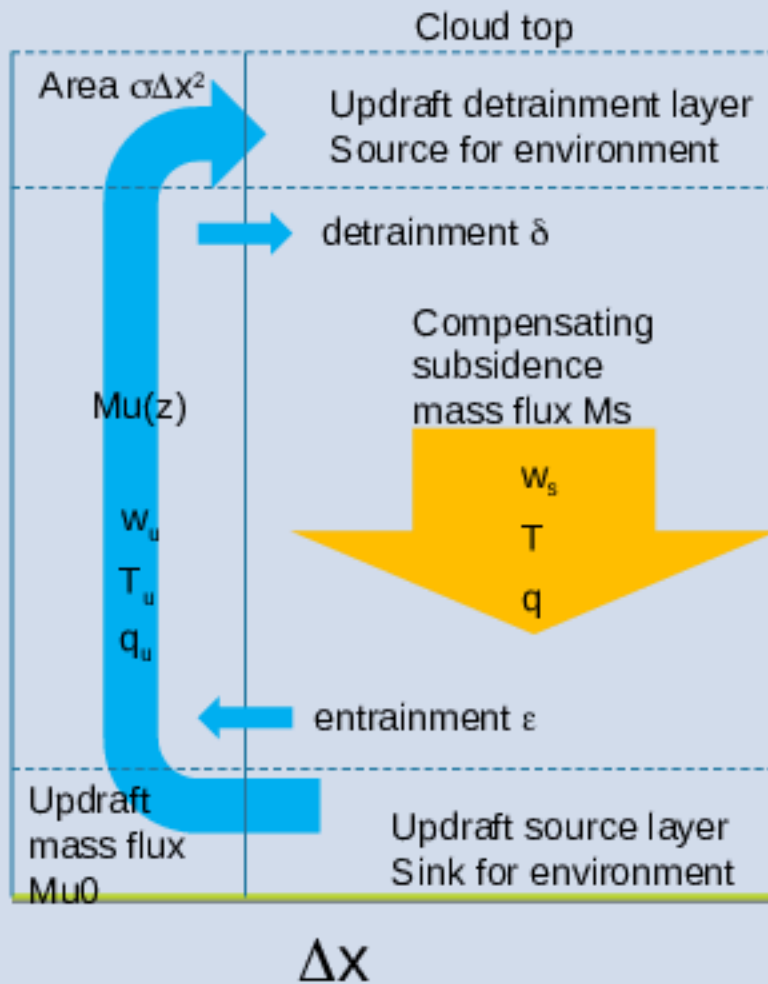 Cloud top
Area σΔx²
Updraft detrainment layer
Source for environment
detrainment δ
Compensating
subsidence
mass flux Ms
Mu(z)
wₛ
T
q
wᵤ
Tᵤ
qᵤ
entrainment ε
Updraft
mass flux
Mu0
Updraft source layer
Sink for environment
Δx